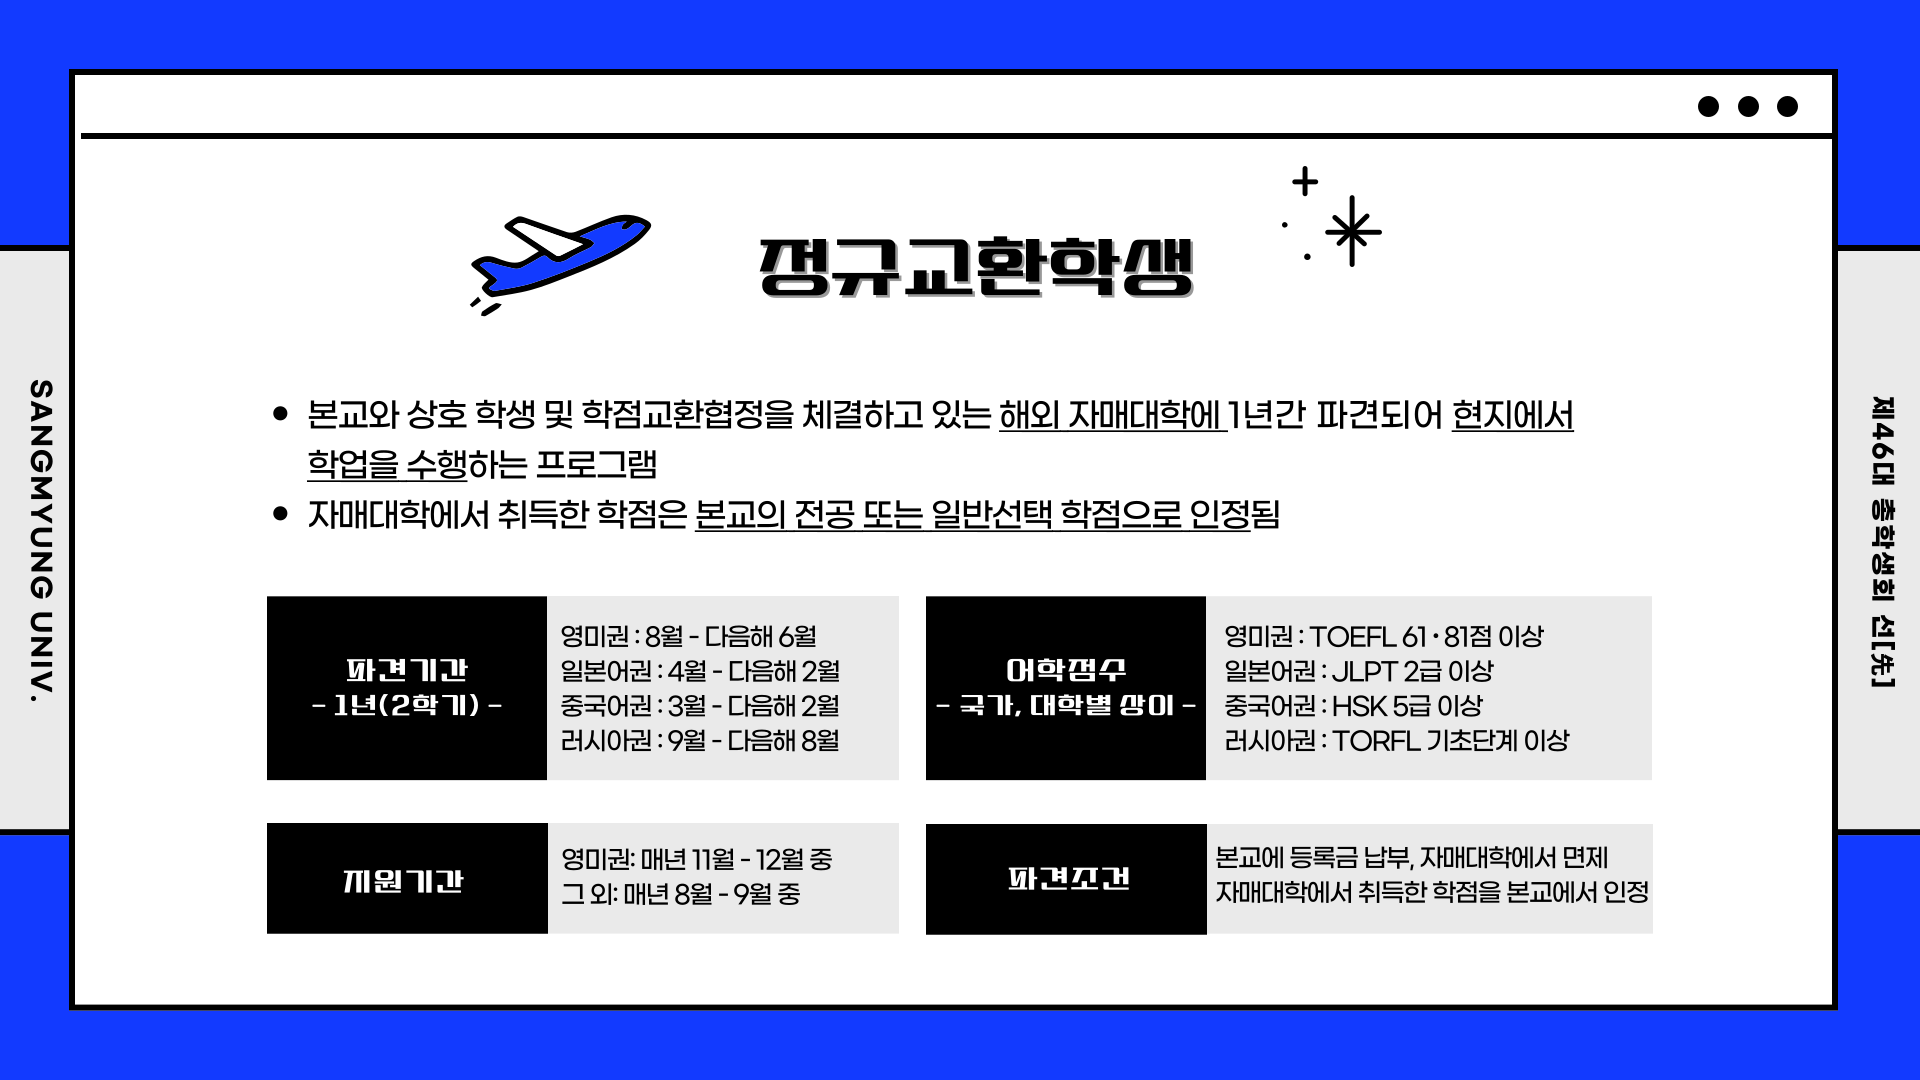 정규교환학생
• 본교와 상호 학생 및 학점교환협정을 체결하고 있는 해외 자매대학에 1년간 파견되어 현지에서
학업을 수행하는 프로그램
• 자매대학에서 취득한 학점은 본교의 전공 또는 일반선택 학점으로 인정됨
파견기간
- 1년(2학기) -
영미권 : 8월 - 다음해 6월
일본어권 : 4월 - 다음해 2월
중국어권 : 3월 - 다음해 2월
러시아권 : 9월 - 다음해 8월
어학점수
- 국가, 대학별 상이 -
영미권 : TOEFL 61 • 81점 이상
일본어권 : JLPT 2급 이상
중국어권 : HSK 5급 이상
러시아권 : TORFL 기초단계 이상
지원기간
영미권: 매년 11월 - 12월 중
그 외: 매년 8월 - 9월 중
파견조건
본교에 등록금 납부, 자매대학에서 면제
자매대학에서 취득한 학점을 본교에서 인정
SANGMYUNG UNIV.
제46대 총학생회 선[先]